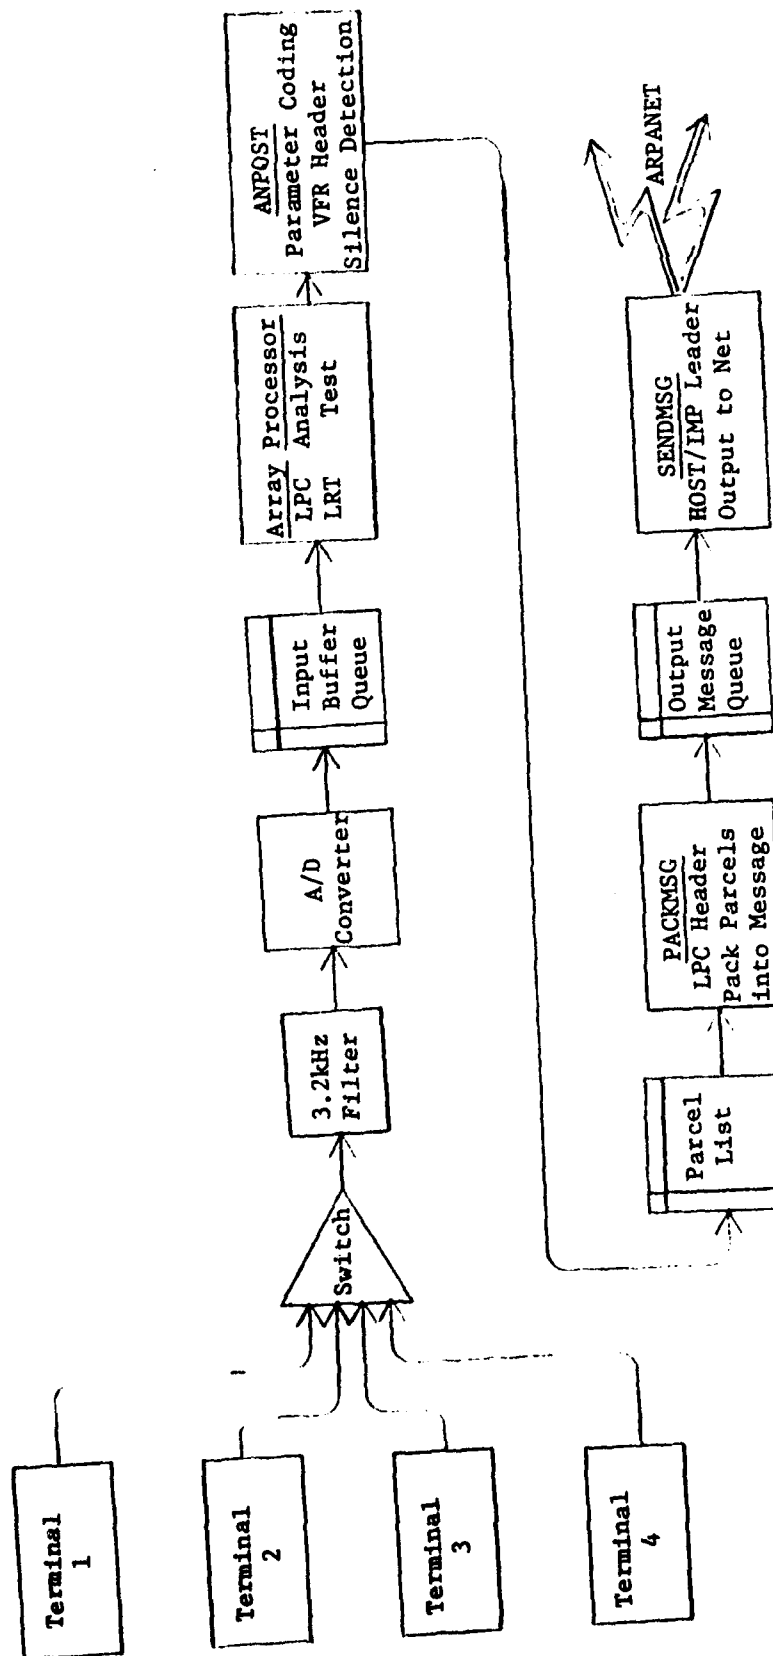 Terminal
1
Terminal
2
Terminal
3
Terminal
4
Switch
3.2kHz
Filter
A/D
Converter
Input
Buffer
Queue
Array Processor
LPC Analysis
LRT Test
ANPOST
Parameter Coding
VFR Header
Silence Detection
Parcel
List
PACKMSG
LPC Header
Pack Parcels
into Message
Output
Message
Queue
SENDMSG
HOST/IMP Leader
Output to Net
ARPANET